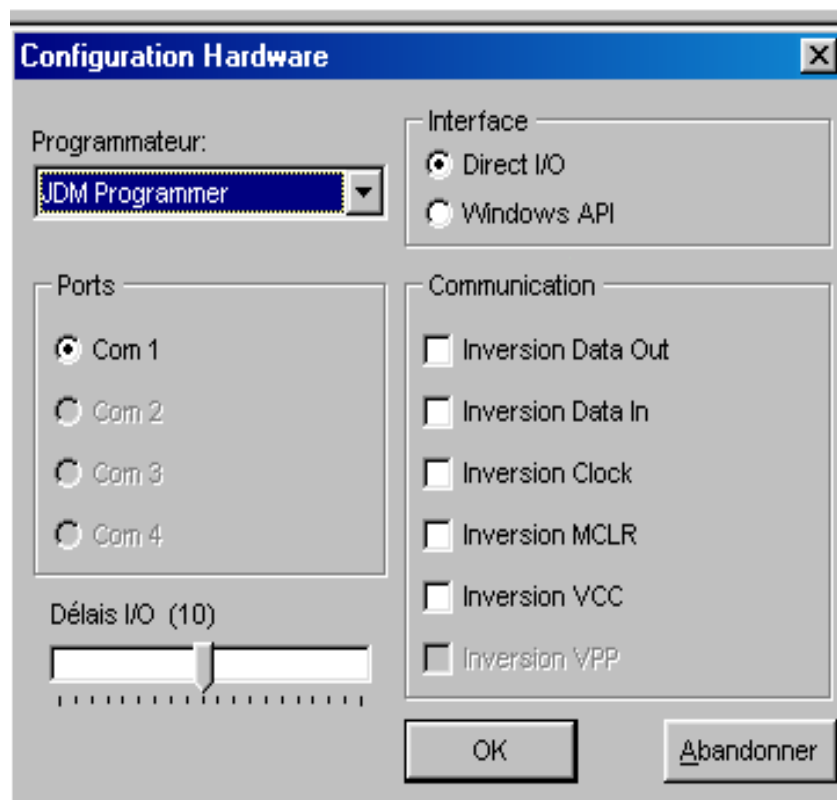 Configuration Hardware
Programmateur:
JDM Programmer
Interface
Direct I/O
Windows API
Ports
Com 1
Com 2
Com 3
Com 4
Délais I/O (10)
Communication
Inversion Data Out
Inversion Data In
Inversion Clock
Inversion MCLR
Inversion VCC
Inversion VPP
OK
Abandonner